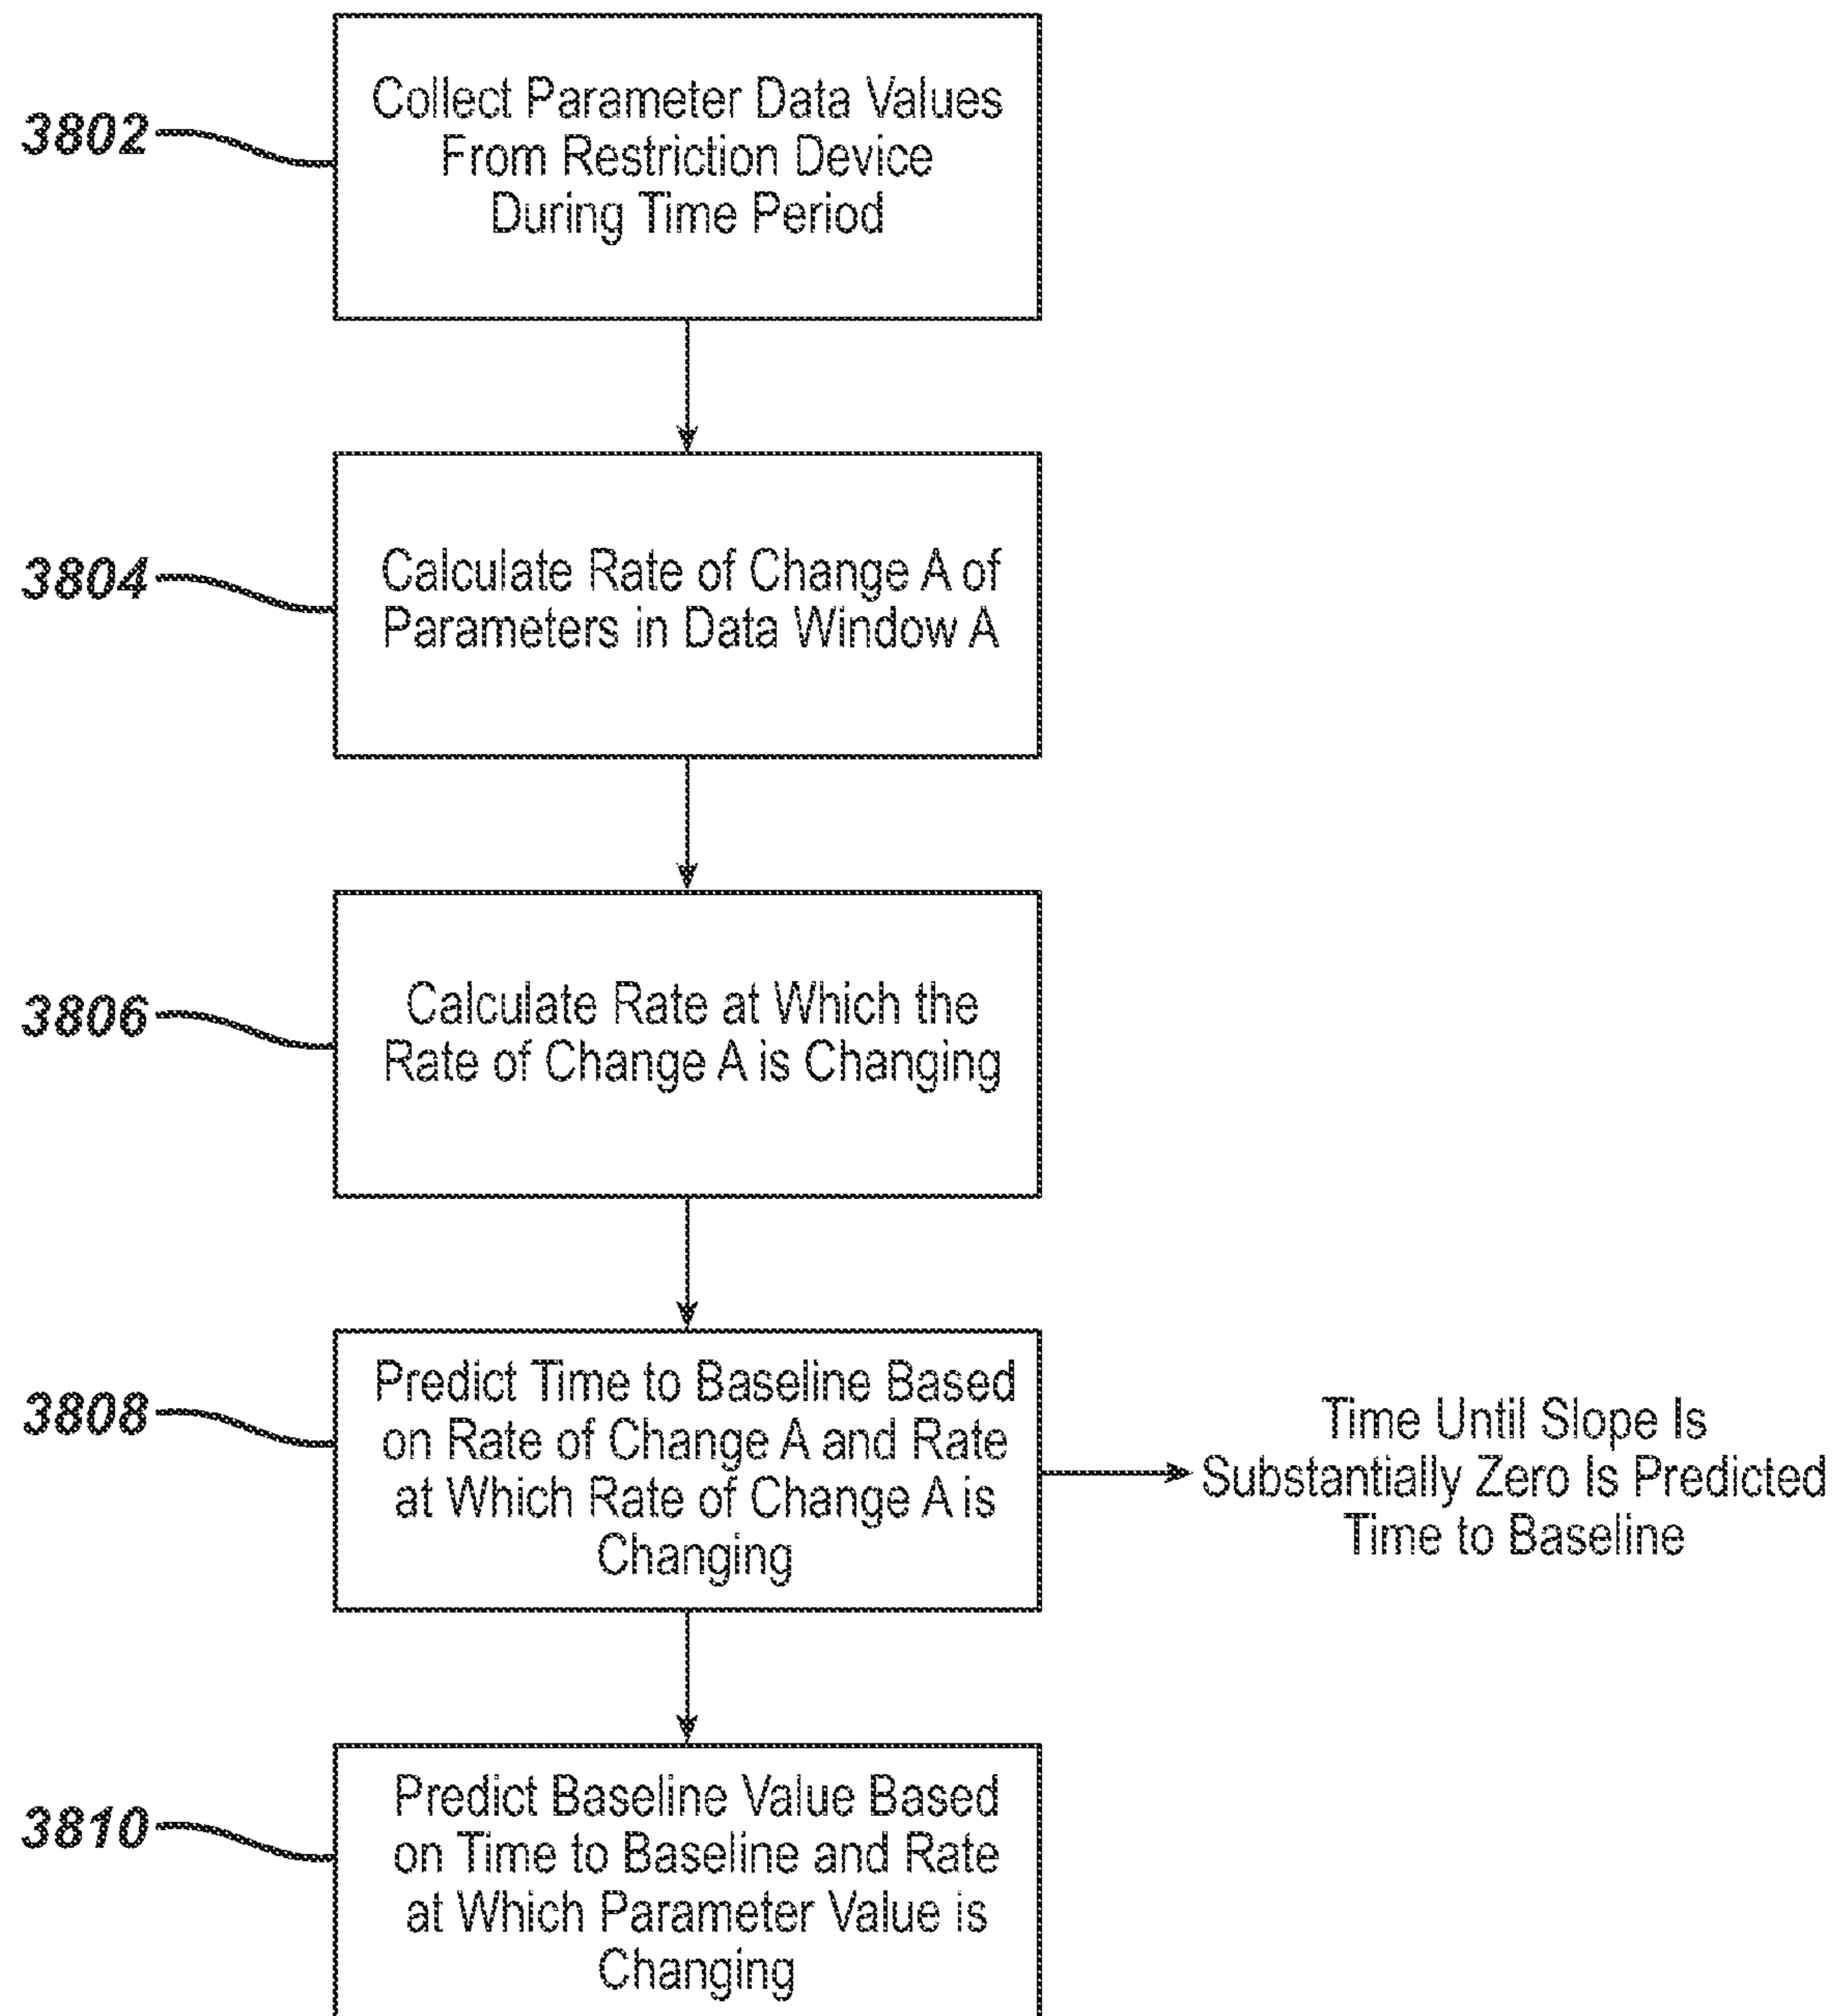 3802
Collect Parameter Data Values
From Restriction Device
During Time Period
3804
Calculate Rate of Change A of
Parameters in Data Window A
3806
Calculate Rate at Which the
Rate of Change A is Changing
3808
Predict Time to Baseline Based
on Rate of Change A and Rate
at Which Rate of Change A is
Changing
Time Until Slope Is
Substantially Zero Is Predicted
Time to Baseline
3810
Predict Baseline Value Based
on Time to Baseline and Rate
at Which Parameter Value is
Changing